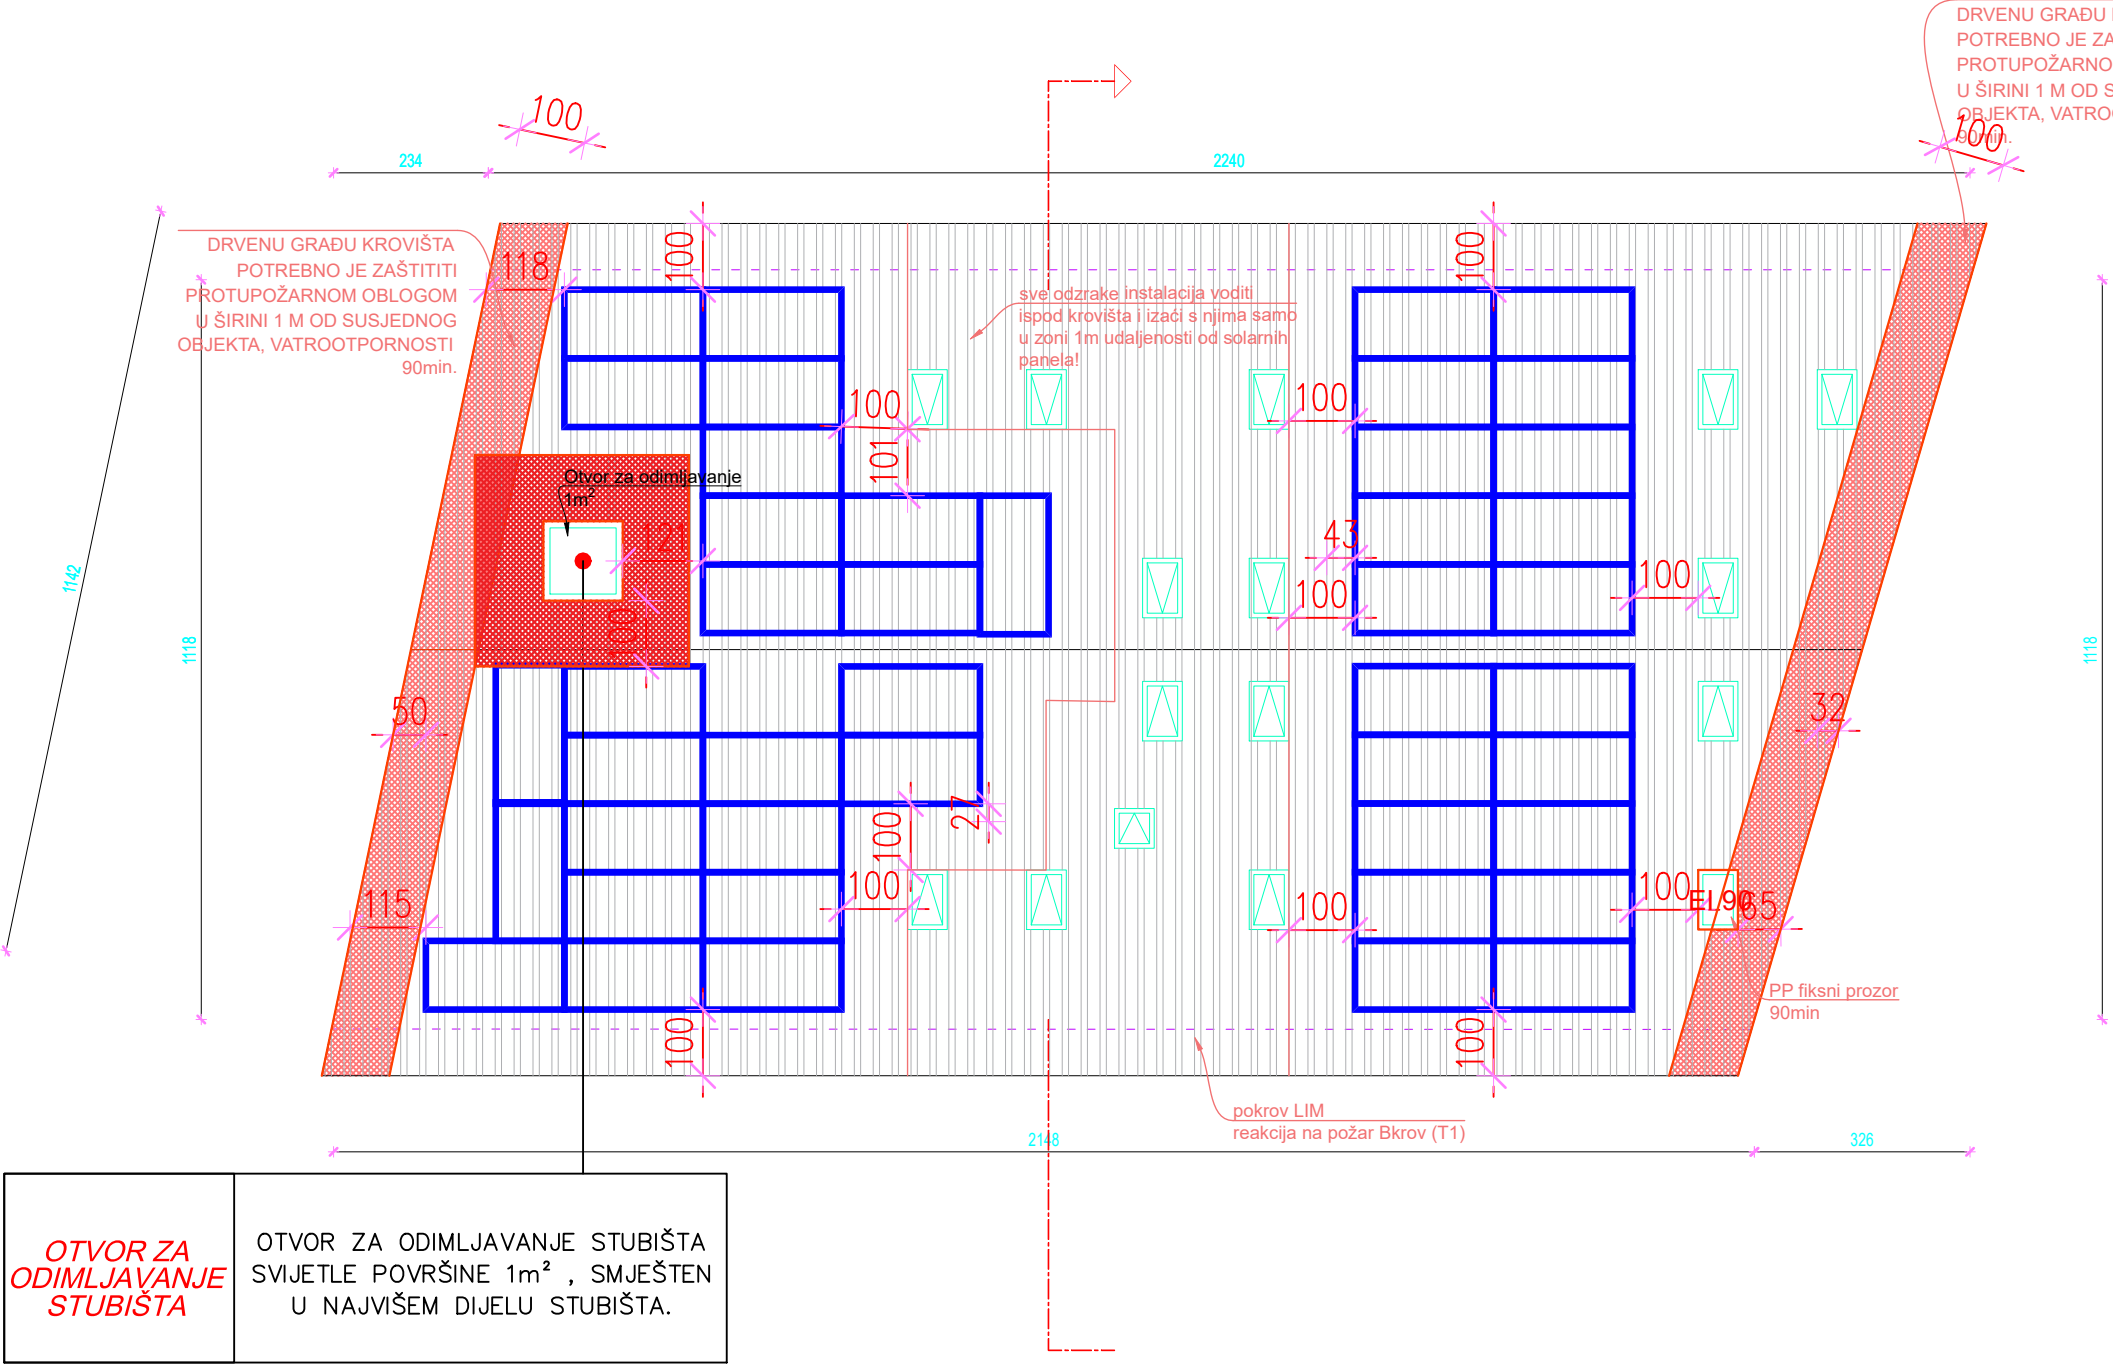 DRVENU GRAĐU
POTREBNO JE ZA
PROTUPOŽARNO
U ŠIRINI 1 M OD S
OBJEKTA, VATROO
90min.
100
100
234
2240
DRVENU GRAĐU KROVIŠTA
POTREBNO JE ZAŠTITITI
PROTUPOŽARNOM OBLOGOM
U ŠIRINI 1 M OD SUSJEDNOG
OBJEKTA, VATROOTPORNOSTI
90min.
118
100
100
sve odzrake instalacija voditi
ispod krovišta i izaći s njima samo
u zoni 1m udaljenosti od solarnih
panela!
100
100
101
Otvor za odimljavanje
1m²
121
43
100
100
100
1142
1118
1118
50
32
27
100
100
100
100
115
EI 90
65
PP fiksni prozor
90min
100
100
pokrov LIM
reakcija na požar Bkrov (T1)
2148
326
OTVOR ZA
ODIMLJAVANJE
STUBIŠTA
OTVOR ZA ODIMLJAVANJE STUBIŠTA
SVIJETLE POVRŠINE 1m² , SMJEŠTEN
U NAJVIŠEM DIJELU STUBIŠTA.